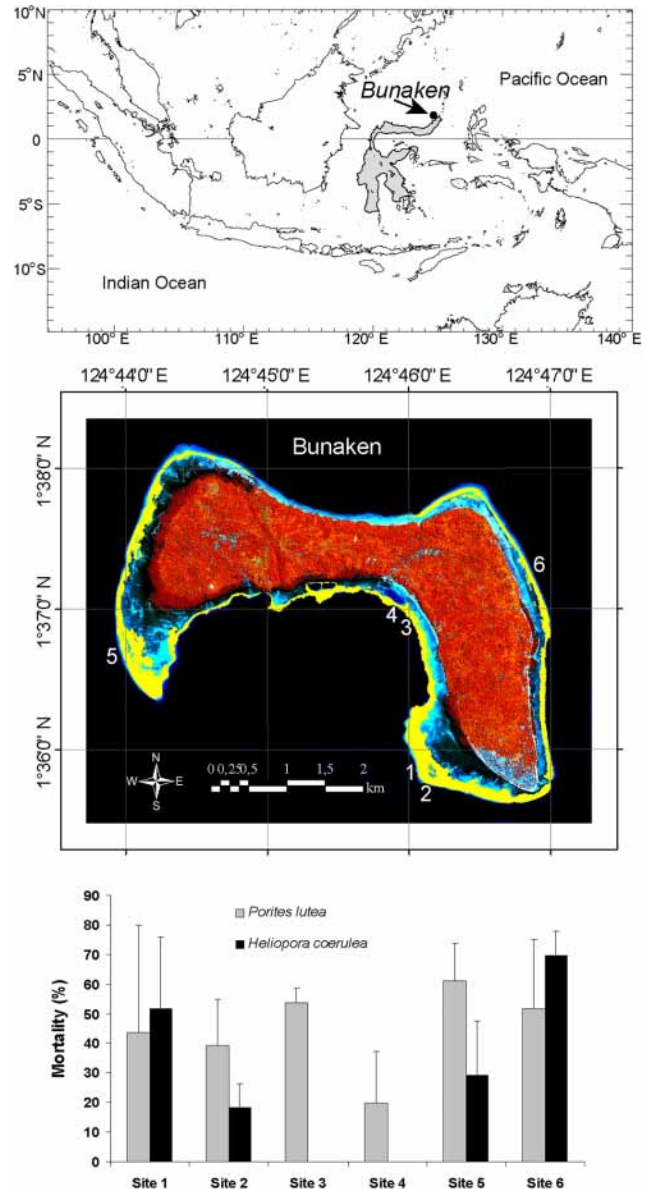 10°N
5°N
Pacific Ocean
Bunaken
0
5°S
10°S
Indian Ocean
100° E 110° E 120° E 130° E 140° E
124°44'0" E 124°45'0" E 124°46'0" E 124°47'0" E
Bunaken
1°38'0" N
6
1°37'0" N
4
3
5
1°36'0" N
1
2
N
W E
S
0 0,25 0,5 1 1,5 2
km
90
80
70
60
50
40
30
20
10
0
Mortality (%)
Porites lutea
Heliopora coerulea
Site 1 Site 2 Site 3 Site 4 Site 5 Site 6